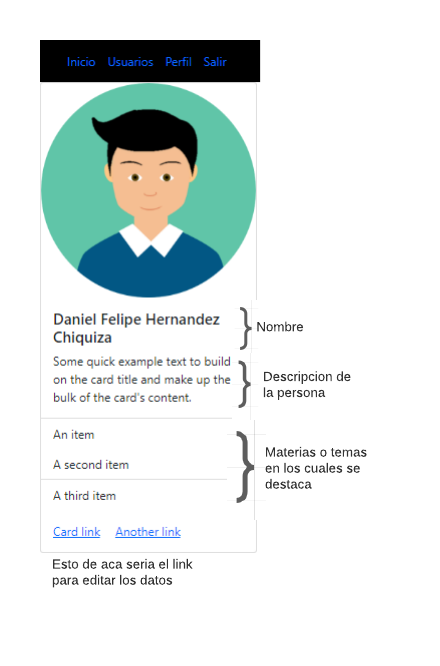 Inicio Usuarios Perfil Salir
Daniel Felipe Hernandez
Chiquiza
Nombre
Some quick example text to build
on the card title and make up the
bulk of the card's content.
Descripcion de
la persona
An item
A second item
A third item
Materias o temas
en los cuales se
destaca
Card link Another link
Esto de aca seria el link
para editar los datos